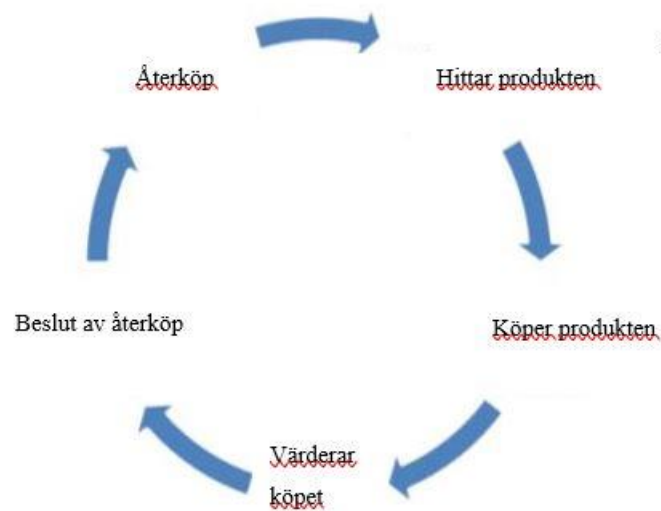 Återköp
Hittar produkten
Köper produkten
Värderar
köpet
Beslut av återköp